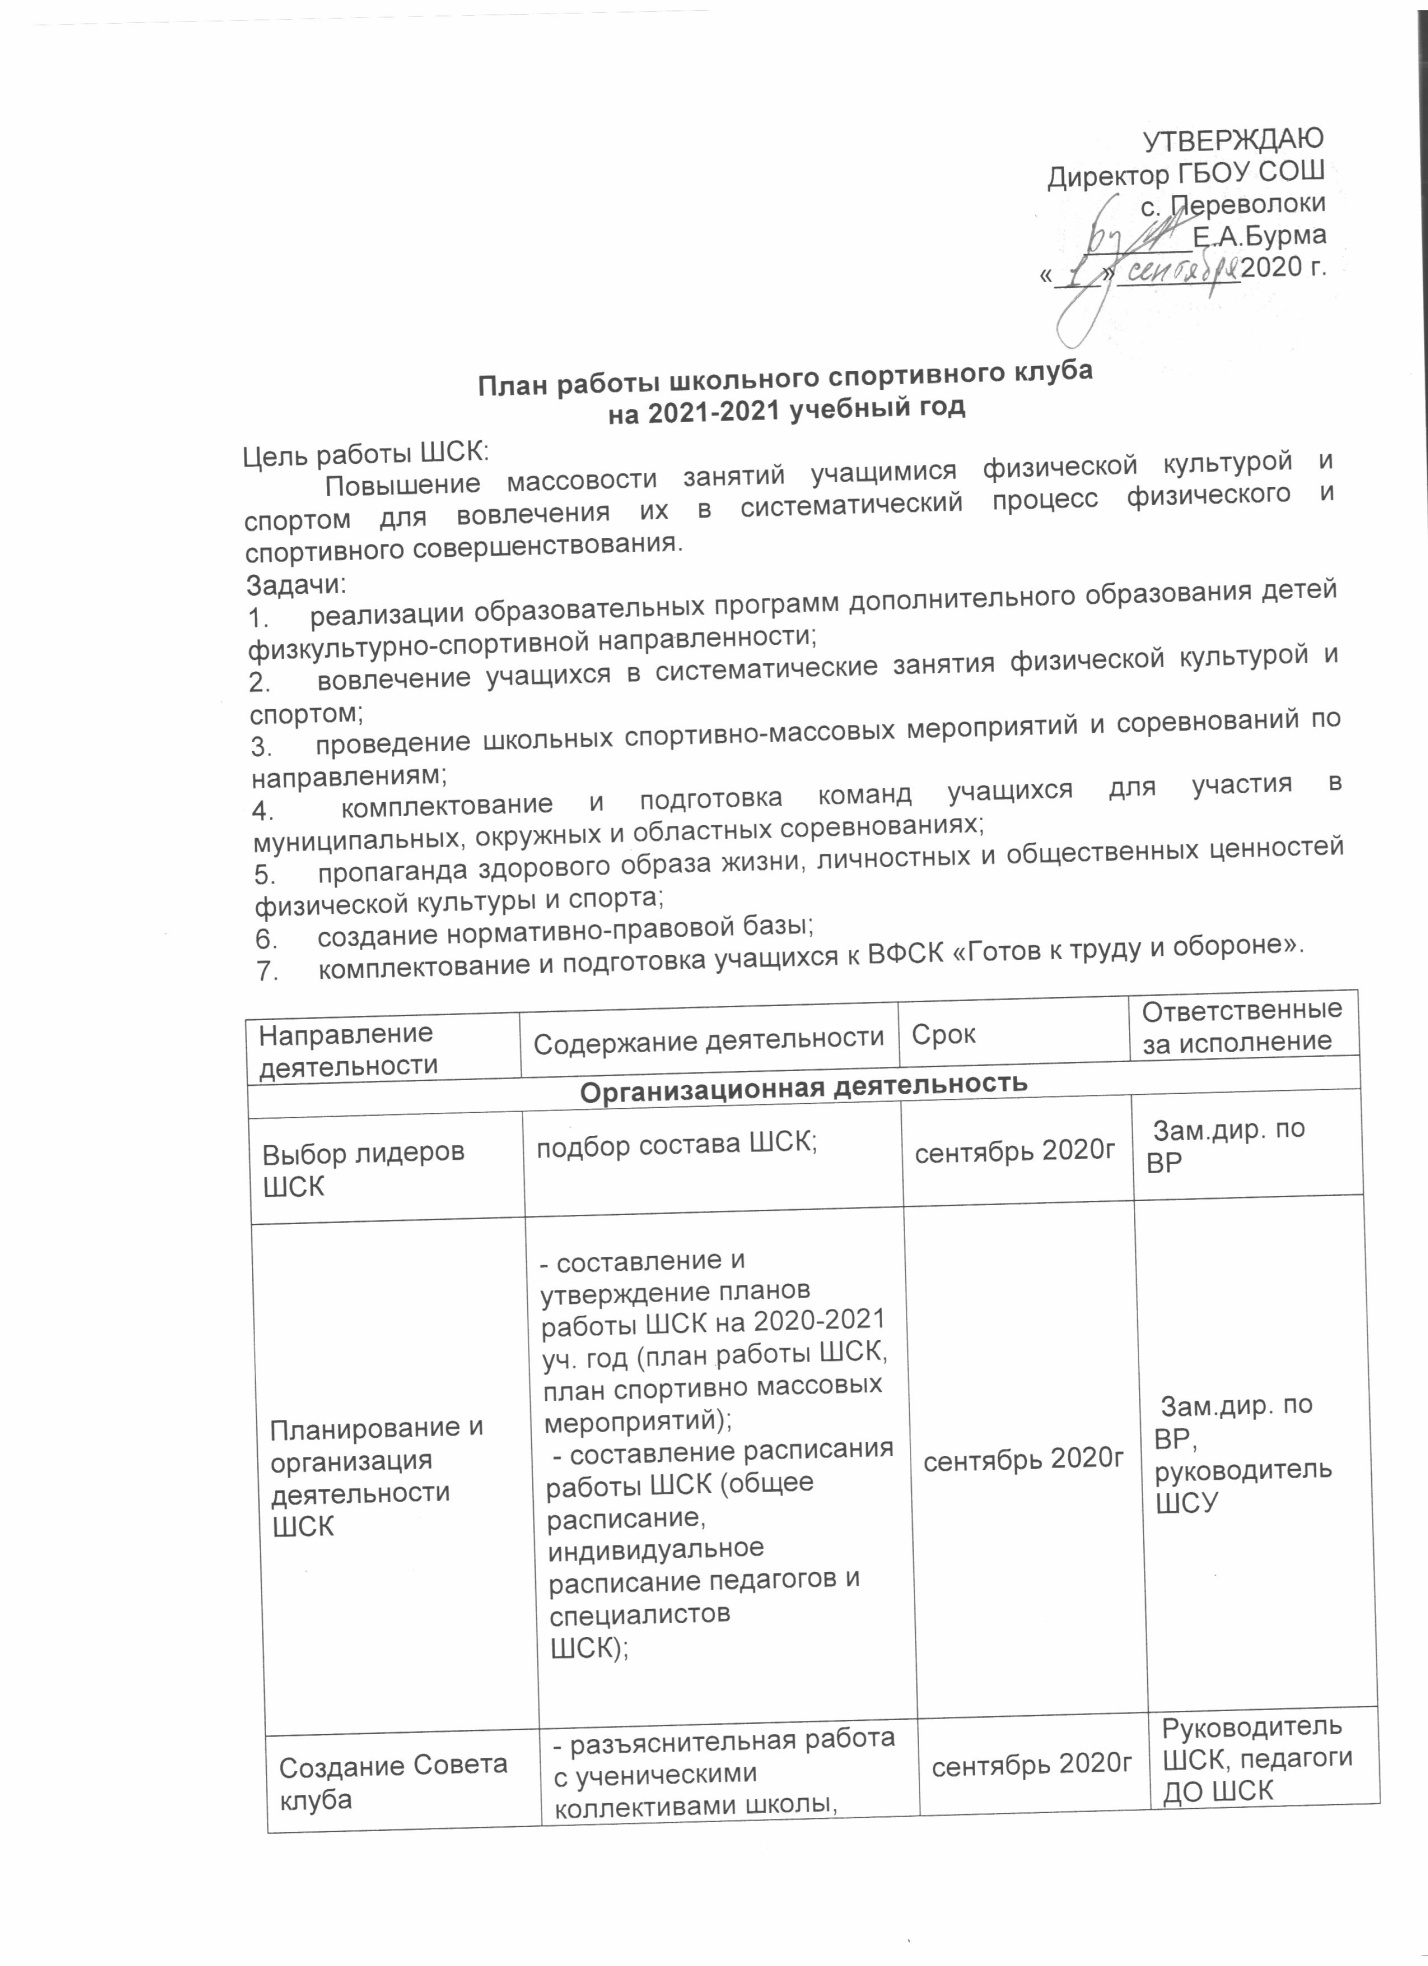 УТВЕРЖДАЮ
Директор ГБОУ СОШ
с. Переволоки
Е.А.Бурма
«1» сентября 2020 г.
План работы школьного спортивного клуба
на 2021-2021 учебный год
Цель работы ШСК:
Повышение массовости занятий учащимися физической культурой и
спортом для вовлечения их в систематический процесс физического и
спортивного совершенствования.
Задачи:
1. реализации образовательных программ дополнительного образования детей
физкультурно-спортивной направленности;
2. вовлечение учащихся в систематические занятия физической культурой и
спортом;
3. проведение школьных спортивно-массовых мероприятий и соревнований по
направлениям;
4. комплектование и подготовка команд учащихся для участия в
муниципальных, окружных и областных соревнованиях;
5. пропаганда здорового образа жизни, личностных и общественных ценностей
физической культуры и спорта;
6. создание нормативно-правовой базы;
7. комплектование и подготовка учащихся к ВФСК «Готов к труду и обороне».
Направление
деятельности
Содержание деятельности
Срок
Ответственные
за исполнение
Организационная деятельность
Выбор лидеров
ШСК
подбор состава ШСК;
сентябрь 2020г
Зам.дир. по
ВР
Планирование и
организация
деятельности
ШСК
- составление и
утверждение планов
работы ШСК на 2020-2021
уч. год (план работы ШСК,
план спортивно массовых
мероприятий);
- составление расписания
работы ШСК (общее
расписание,
индивидуальное
расписание педагогов и
специалистов
ШСК);
сентябрь 2020г
Зам.дир. по
ВР,
руководитель
ШСУ
Создание Совета
клуба
- разъяснительная работа
с ученическими
коллективами школы,
сентябрь 2020г
Руководитель
ШСК, педагоги
ДО ШСК